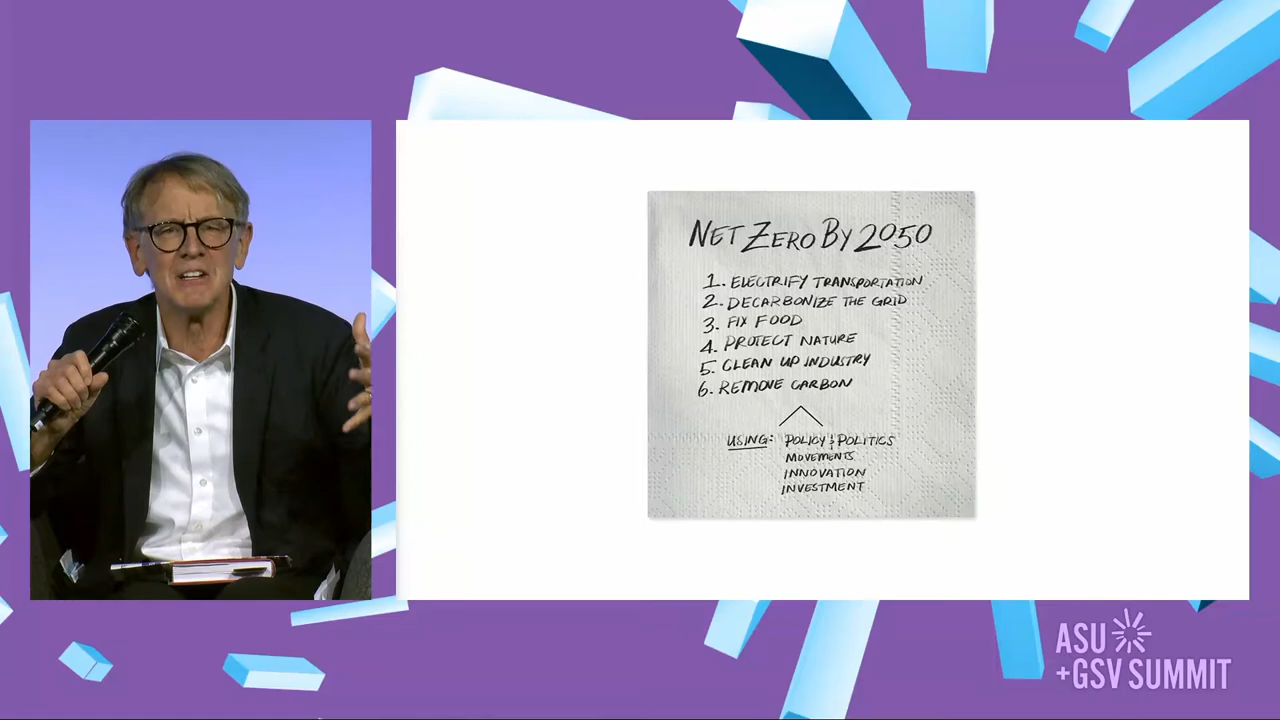 NET ZERO BY 2050
1. ELECTRIFY TRANSPORTATION
2. DECARBONIZE THE GRID
3. FIX FOOD
4. PROTECT NATURE
5. CLEAN UP INDUSTRY
6. REMOVE CARBON
USING: POLICY & POLITICS
MOVEMENTS
INNOVATION
INVESTMENT
ASU
+GSV SUMMIT